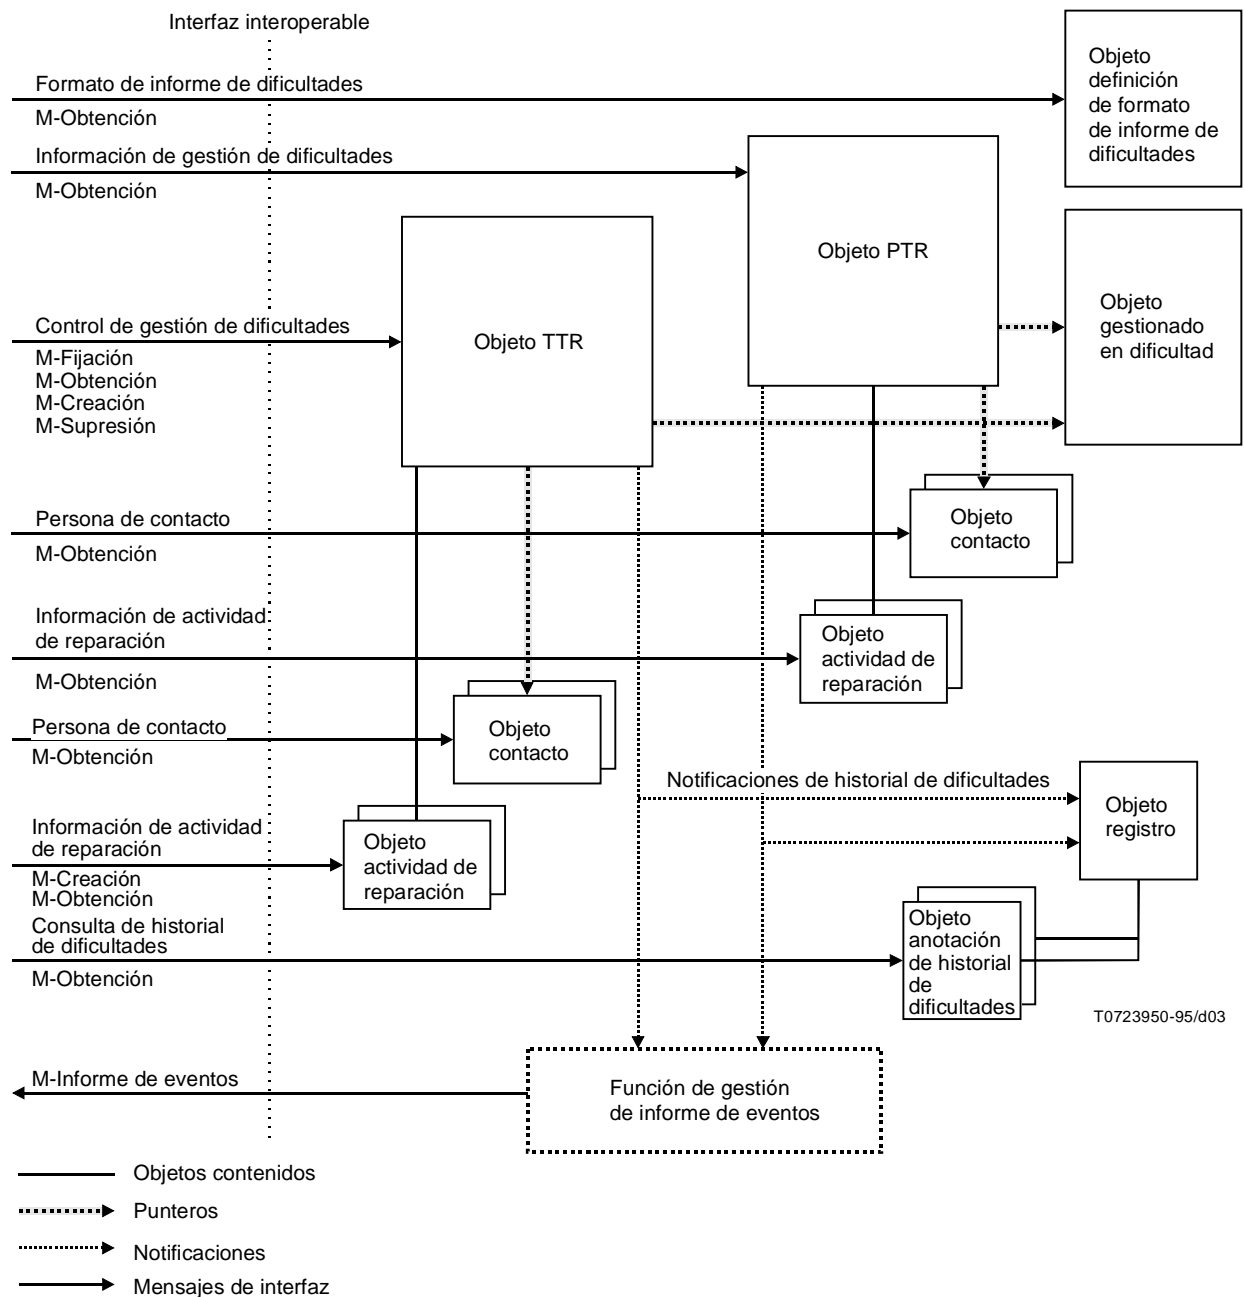 Interfaz interoperable
Formato de informe de dificultades
M-Obtención
Objeto
definición
de formato
de informe de
dificultades
Información de gestión de dificultades
M-Obtención
Objeto PTR
Objeto
gestionado
en dificultad
Control de gestión de dificultades
M-Fijación
M-Obtención
M-Creación
M-Supresión
Objeto TTR
Persona de contacto
M-Obtención
Objeto
contacto
Información de actividad
de reparación
M-Obtención
Objeto
actividad de
reparación
Persona de contacto
M-Obtención
Objeto
contacto
Notificaciones de historial de dificultades
Objeto
registro
Información de actividad
de reparación
M-Creación
M-Obtención
Objeto
actividad de
reparación
Consulta de historial
de dificultades
M-Obtención
Objeto
anotación
de historial
de
dificultades
T0723950-95/d03
M-Informe de eventos
Función de gestión
de informe de eventos
Objetos contenidos
Punteros
Notificaciones
Mensajes de interfaz